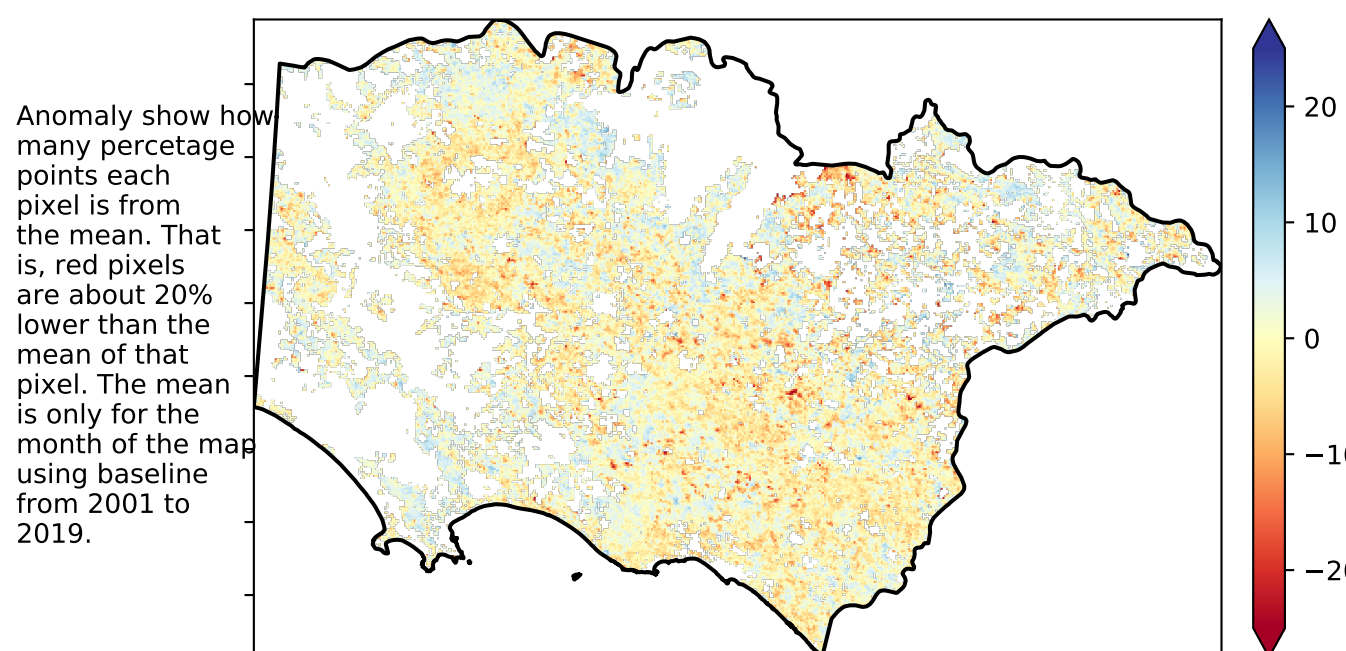 Anomaly show how
many percetage
points each
pixel is from
the mean. That
is, red pixels
are about 20%
lower than the
mean of that
pixel. The mean
is only for the
month of the map
using baseline
from 2001 to
2019.
20
10
0
−10
−20